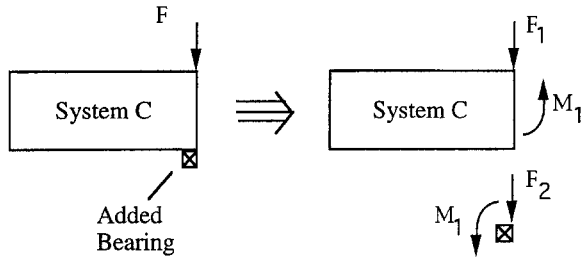 F
System C
Added
Bearing
F1
System C
M1
F2
M1